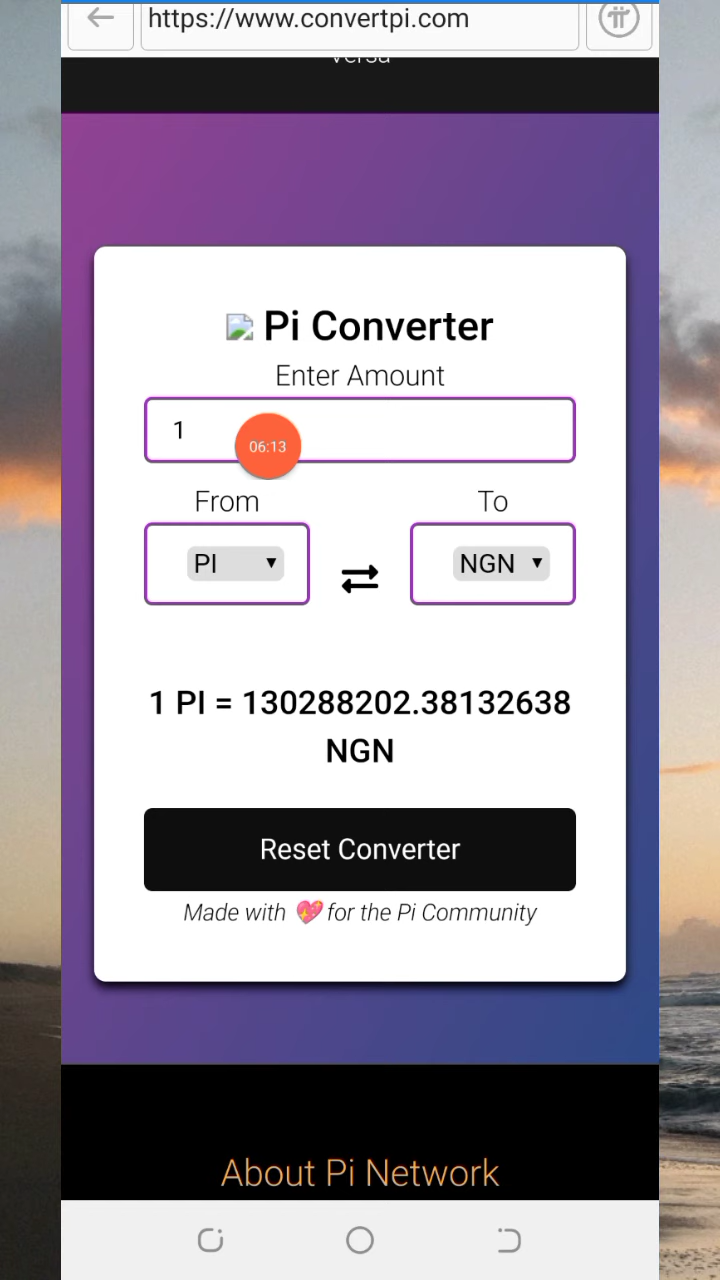 https://www.convertpi.com
versa
Pi Converter
Enter Amount
1
06:13
From
To
PI
NGN
1 PI = 130288202.38132638
NGN
Reset Converter
Made with 💖 for the Pi Community
About Pi Network